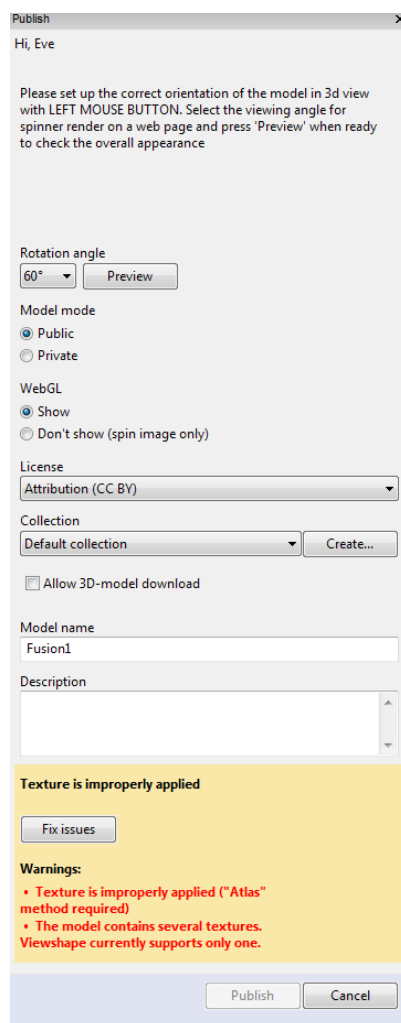 Publish
Hi, Eve
Please set up the correct orientation of the model in 3d view
with LEFT MOUSE BUTTON. Select the viewing angle for
spinner render on a web page and press 'Preview' when ready
to check the overall appearance
Rotation angle
60° Preview
Model mode
Public
Private
WebGL
Show
Don't show (spin image only)
License
Attribution (CC BY)
Collection
Default collection Create...
Allow 3D-model download
Model name
Fusion1
Description
Texture is improperly applied
Fix issues
Warnings:
• Texture is improperly applied ("Atlas"
method required)
• The model contains several textures.
Viewshape currently supports only one.
Publish Cancel